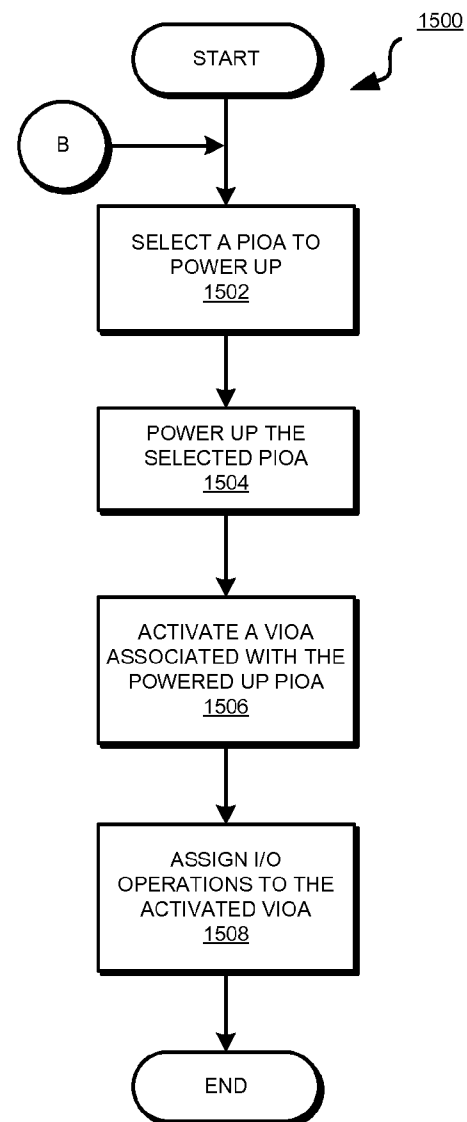 1500
START
B
SELECT A PIOA TO
POWER UP
1502
POWER UP THE
SELECTED PIOA
1504
ACTIVATE A VIOA
ASSOCIATED WITH THE
POWERED UP PIOA
1506
ASSIGN I/O
OPERATIONS TO THE
ACTIVATED VIOA
1508
END